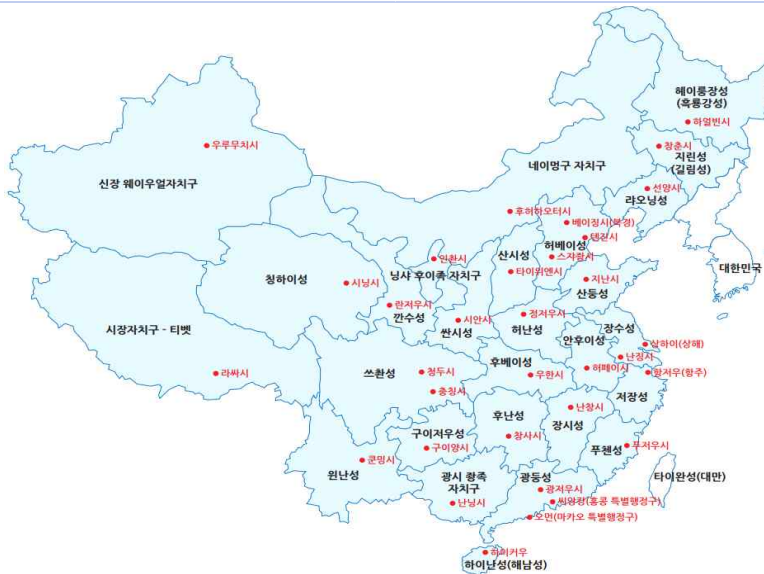 헤이룽장성
(흑룡강성)
하얼빈시
우루무치시
창춘시
네이멍구 자치구
지린성
(길림성)
신장 웨이우얼자치구
선양시
랴오닝성
후허하오터시
베이징시(북경)
텐진시
허베이성
산시성
스쟈좡시
인촨시
타이위엔시
대한민국
칭하이성
닝샤 후이족 자치구
시닝시
지난시
산둥성
란저우시
깐수성
정저우시
시안시
싼시성
허난성
장수성
시장자치구 - 티벳
안후이성
상하이(상해)
난징시
후베이성
라싸시
쓰촨성
청두시
우한시
허페이시
항저우(항주)
충칭시
저장성
난창시
후난성
장시성
구이저우성
창사시
구이양시
푸저우시
푸첸성
쿤밍시
윈난성
광시 좡족
자치구
광둥성
타이완성(대만)
광저우시
난닝시
씨앙강(홍콩 특별행정구)
오먼(마카오 특별행정구)
하이커우
하이난성(해남성)